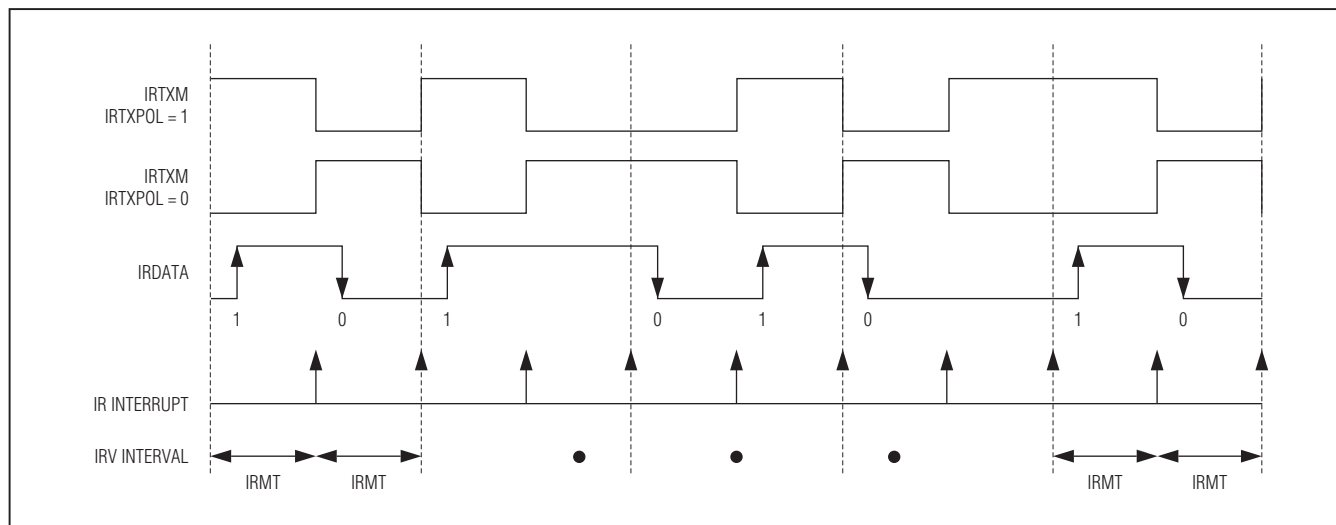 IRTXM
IRTXPOL = 1
IRTXM
IRTXPOL = 0
IRDATA
1 0 1 0 1 0 1 0
IR INTERRUPT
IRV INTERVAL
IRMT IRMT IRMT IRMT